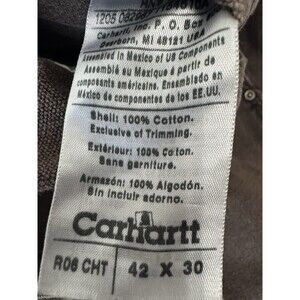 Carhartt, Inc. P.O. Box
Dearborn, MI 48121 USA
Assembled in Mexico of US Components
Assemblé au Mexique à partir de
composants américains. Ensamblado en
México de componentes de los EE.UU.
Shell: 100% Cotton.
Exclusive of Trimming.
Extérieur: 100% Coton.
Sans garniture.
Armazón: 100% Algodón.
Sin incluir adorno.
Carhartt
R06 CHT
42 X 30